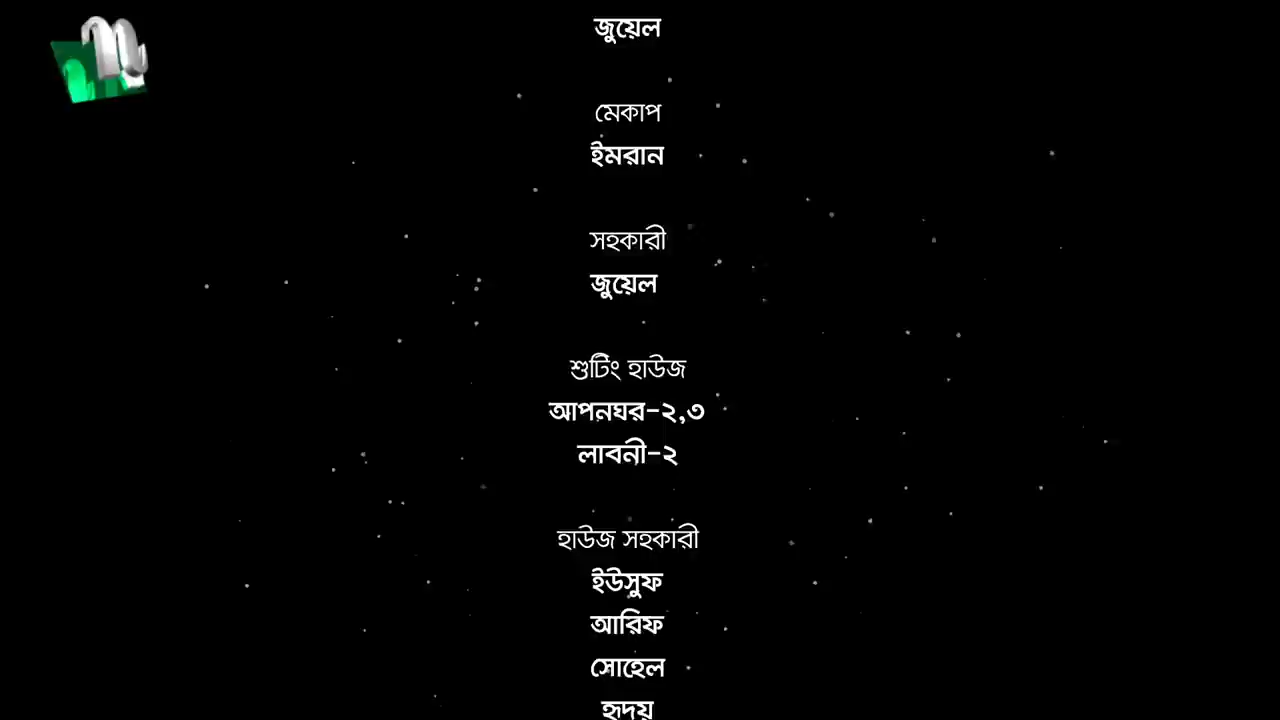 জুয়েল
মেকাপ
ইমরান
সহকারী
জুয়েল
শুটিং হাউজ
আপনঘর-২,৩
লাবনী-২
হাউজ সহকারী
ইউসুফ
আরিফ
সোহেল
হৃদয়